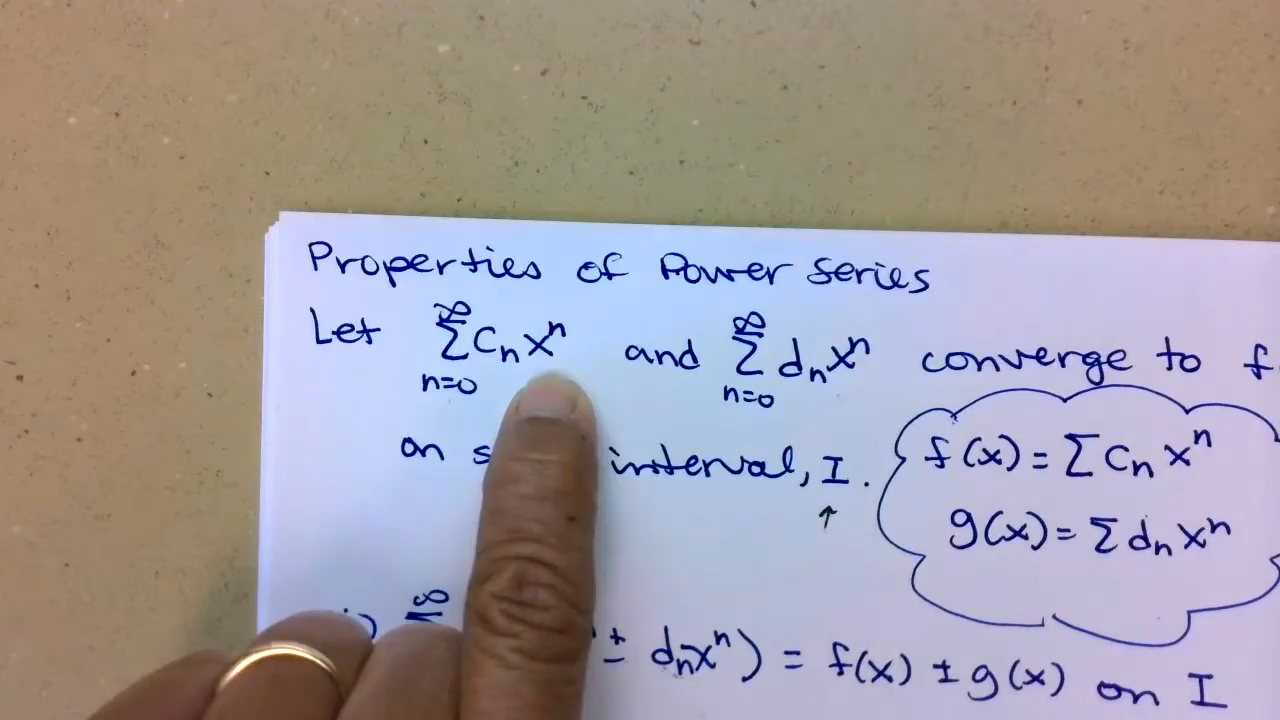 Properties of Power Series
Let ∑_{n=0}^{∞} c_n x^n and ∑_{n=0}^{∞} d_n x^n converge to f
on interval, I.
↑
f(x) = ∑ c_n x^n
g(x) = ∑ d_n x^n
i) ∞ ± d_n x^n) = f(x) ± g(x) on I